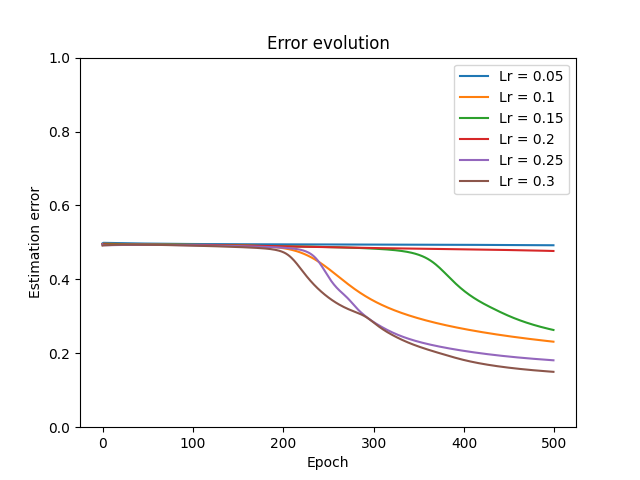 Error evolution
Estimation error
1.0
0.8
0.6
0.4
0.2
0.0
Lr = 0.05
Lr = 0.1
Lr = 0.15
Lr = 0.2
Lr = 0.25
Lr = 0.3
0 100 200 300 400 500
Epoch